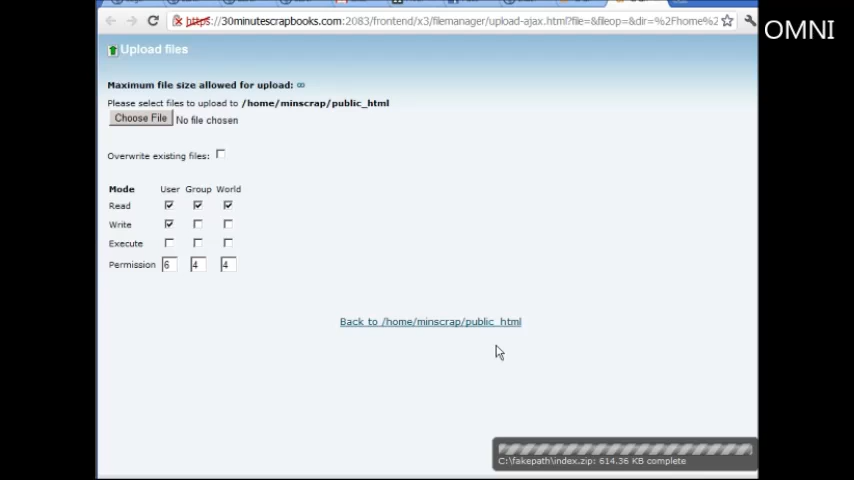 https://30minutescrapbooks.com:2083/frontend/x3/filemanager/upload-ajax.html?file=&fileop=&dir=%2Fhome%2
OMNI
Upload files
Maximum file size allowed for upload: ∞
Please select files to upload to /home/minscrap/public_html
Choose File No file chosen
Overwrite existing files:
Mode User Group World
Read
Write
Execute
Permission 6 4 4
Back to /home/minscrap/public_html
C:\fakepath\index.zip: 614.36 KB complete